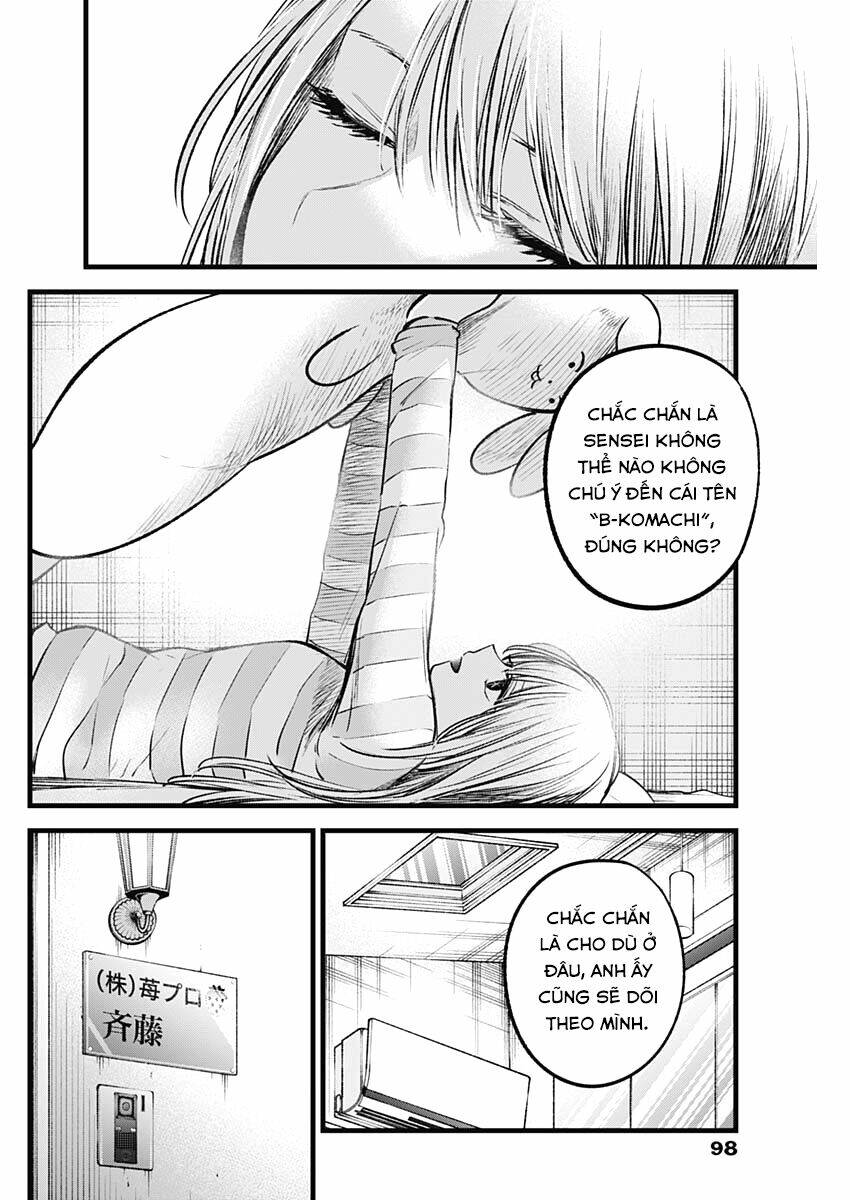 CHẮC CHẮN LÀ
SENSEI KHÔNG
THỂ NÀO KHÔNG
CHÚ Ý ĐẾN CÁI TÊN
“B-KOMACHI”,
ĐÚNG KHÔNG?
CHẮC CHẮN
LÀ CHO DÙ Ở
ĐÂU, ANH ẤY
CŨNG SẼ DÕI
THEO MÌNH.
(株)苺プロ
斉藤
98